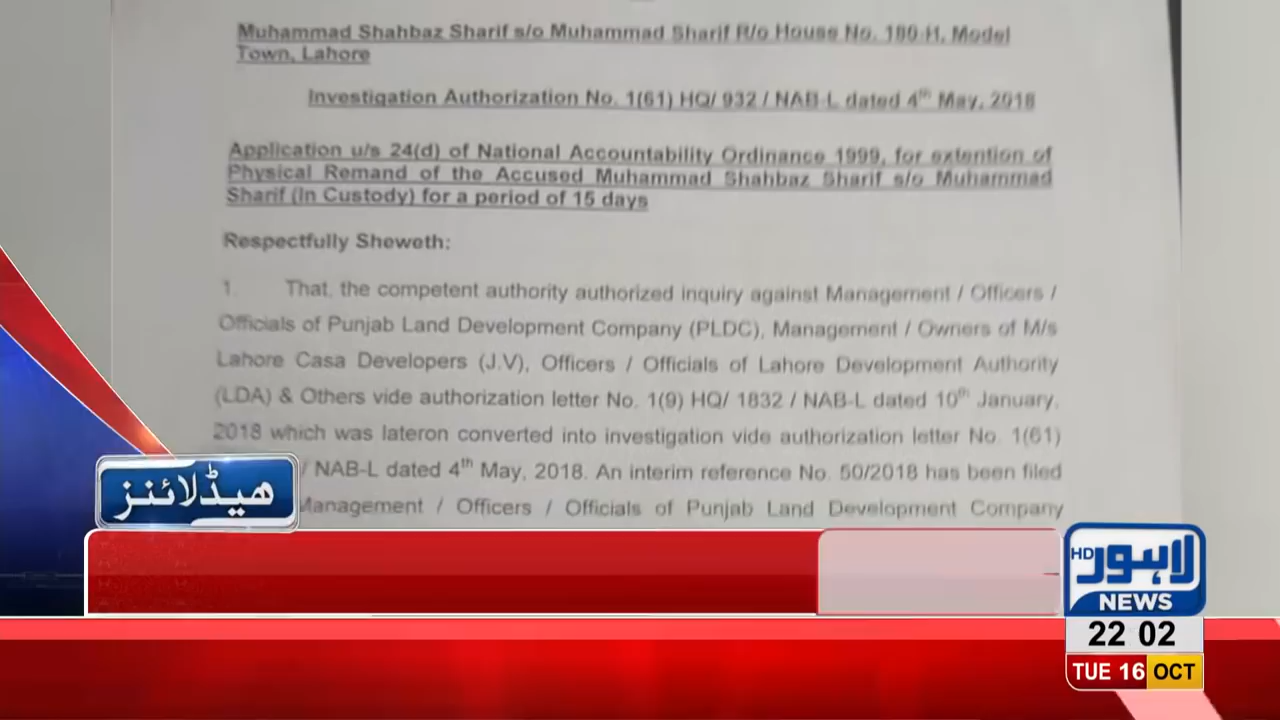 Muhammad Shahbaz Sharif s/o Muhammad Sharif R/o House No. 180-H, Model
Town, Lahore
Investigation Authorization No. 1(61) HQ/ 932 / NAB-L dated 4th May, 2018
Application u/s 24(d) of National Accountability Ordinance 1999, for extention of
Physical Remand of the Accused Muhammad Shahbaz Sharif s/o Muhammad
Sharif (In Custody) for a period of 15 days
Respectfully Sheweth:
1. That, the competent authority authorized inquiry against Management / Officers /
Officials of Punjab Land Development Company (PLDC), Management / Owners of M/s
Lahore Casa Developers (J.V), Officers / Officials of Lahore Development Authority
(LDA) & Others vide authorization letter No. 1(9) HQ/ 1832 / NAB-L dated 10th January,
2018 which was lateron converted into investigation vide authorization letter No. 1(61)
/ NAB-L dated 4th May, 2018. An interim reference No. 50/2018 has been filed
Management / Officers / Officials of Punjab Land Development Company
ھیڈلائنز
HD لاہور
NEWS
22 02
TUE 16 OCT